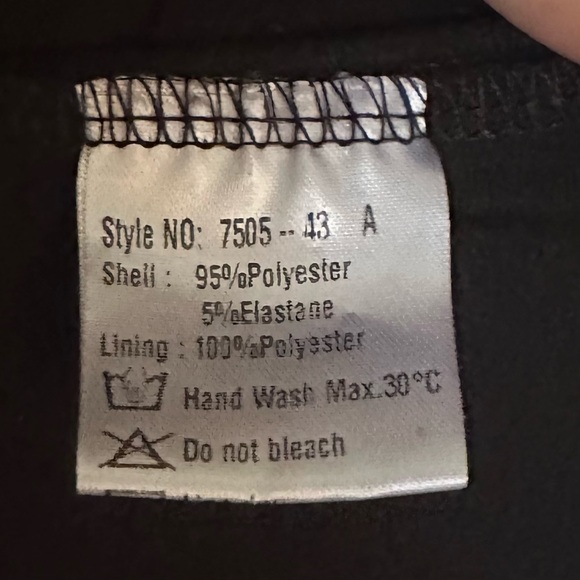 Style NO: 7505 -- 43 A
Shell : 95%Polyester
5%Elastane
Lining : 100%Polyester
Hand Wash Max.30°C
Do not bleach